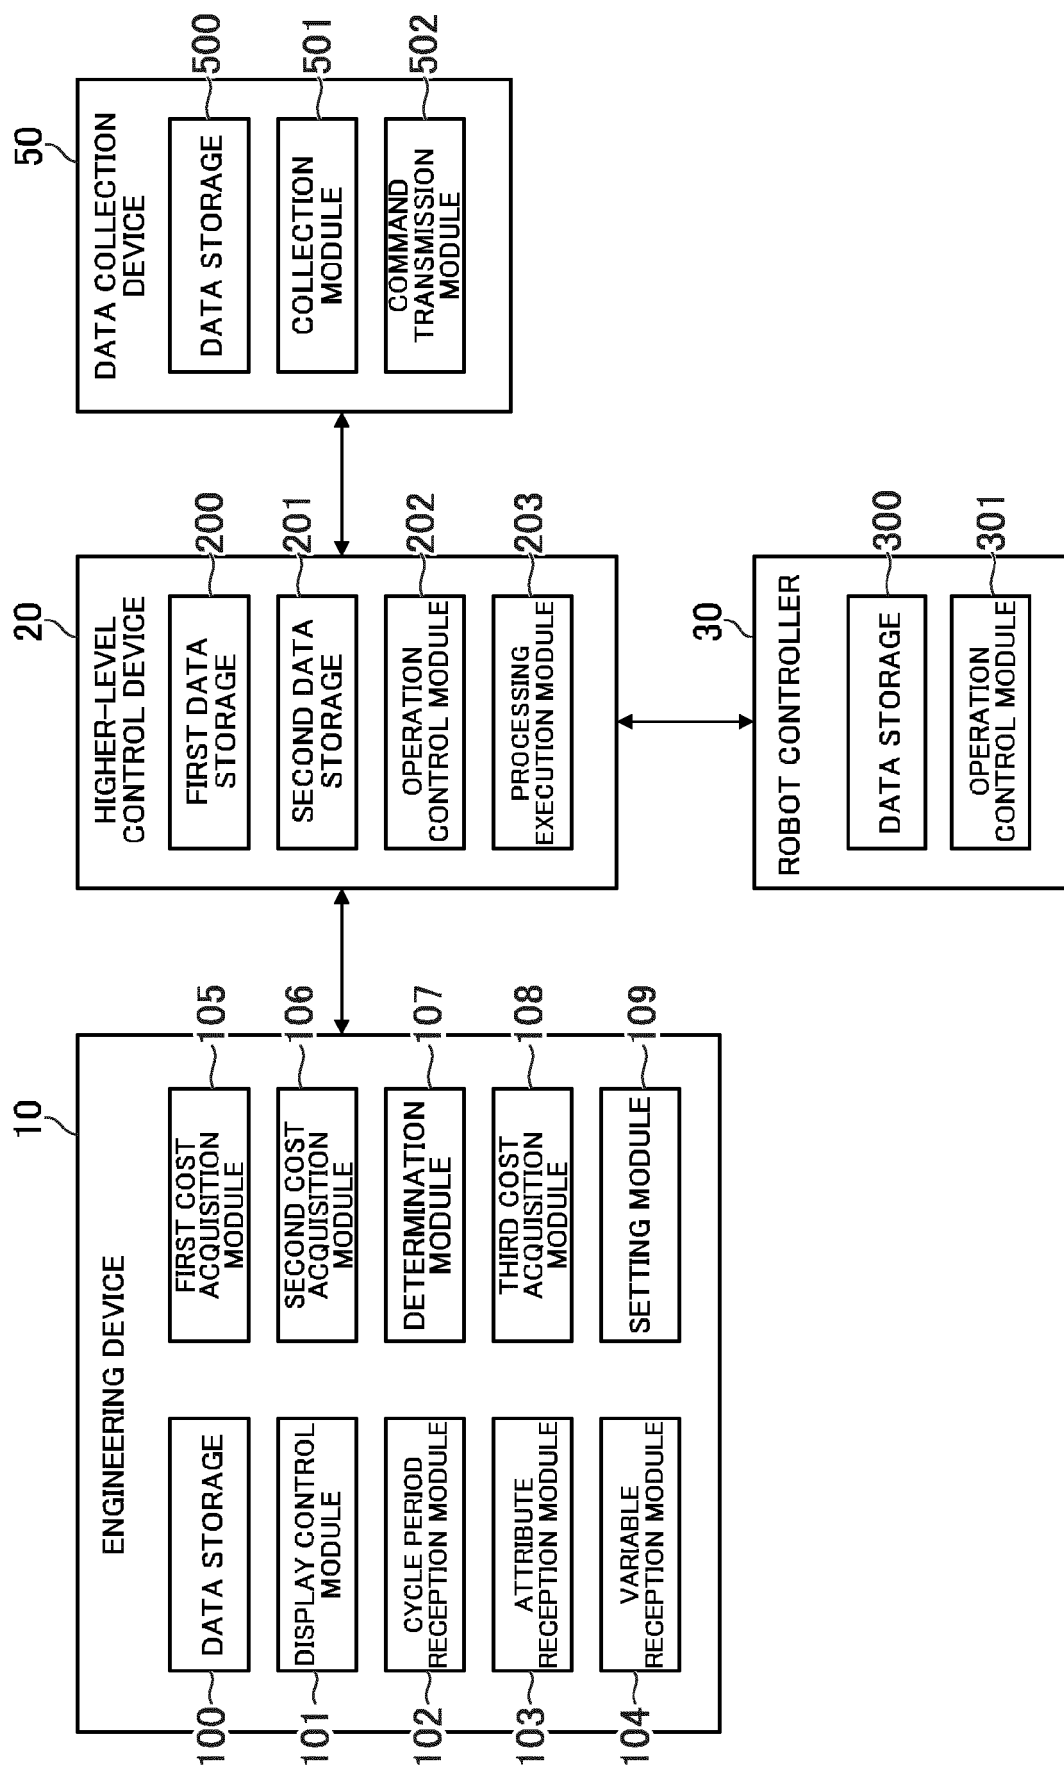 10
ENGINEERING DEVICE
100
DATA STORAGE
101
DISPLAY CONTROL
MODULE
102
CYCLE PERIOD
RECEPTION MODULE
103
ATTRIBUTE
RECEPTION MODULE
104
VARIABLE
RECEPTION MODULE
FIRST COST
ACQUISITION
MODULE
105
SECOND COST
ACQUISITION
MODULE
106
DETERMINATION
MODULE
107
THIRD COST
ACQUISITION
MODULE
108
SETTING MODULE
109
20
HIGHER-LEVEL
CONTROL DEVICE
FIRST DATA
STORAGE
200
SECOND DATA
STORAGE
201
OPERATION
CONTROL MODULE
202
PROCESSING
EXECUTION MODULE
203
50
DATA COLLECTION
DEVICE
DATA STORAGE
500
COLLECTION
MODULE
501
COMMAND
TRANSMISSION
MODULE
502
30
ROBOT CONTROLLER
DATA STORAGE
300
OPERATION
CONTROL MODULE
301